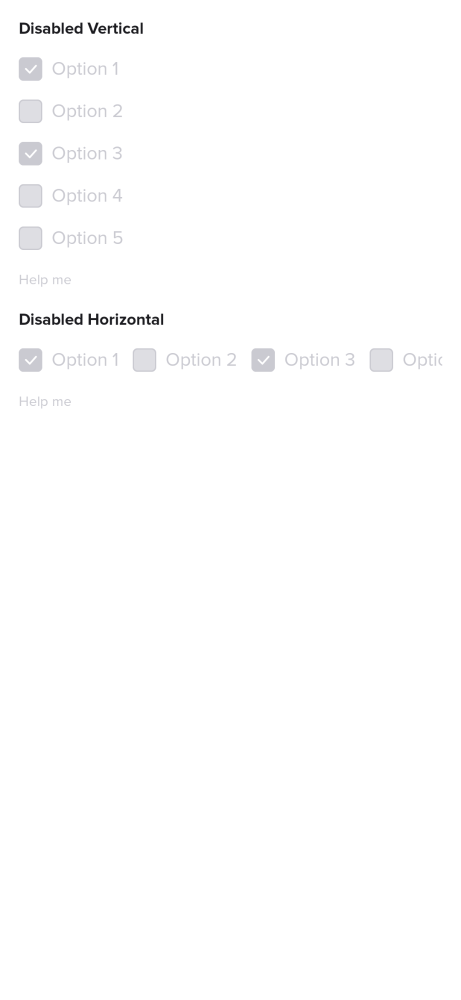 Disabled Vertical
Option 1
Option 2
Option 3
Option 4
Option 5
Help me
Disabled Horizontal
Option 1 Option 2 Option 3
Help me